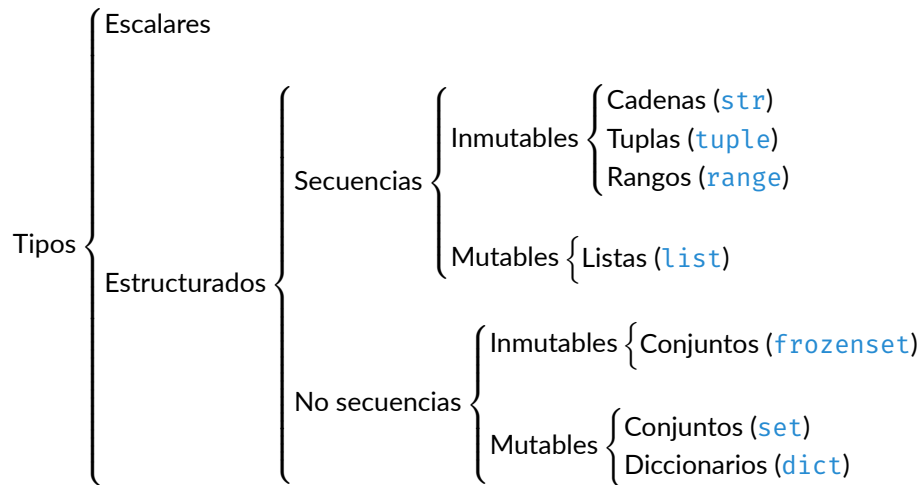 Tipos
Escalares
Estructurados
Secuencias
Inmutables
Cadenas (str)
Tuplas (tuple)
Rangos (range)
Mutables
Listas (list)
No secuencias
Inmutables
Conjuntos (frozenset)
Mutables
Conjuntos (set)
Diccionarios (dict)